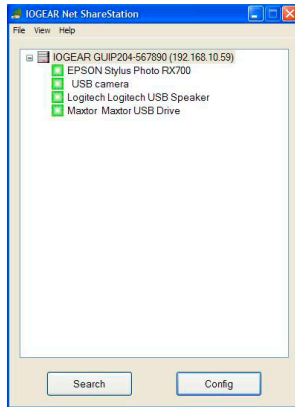 IOGEAR Net ShareStation
File View Help
IOGEAR GUIP204-567890 (192.168.10.59)
EPSON Stylus Photo RX700
USB camera
Logitech Logitech USB Speaker
Maxtor Maxtor USB Drive
Search Config